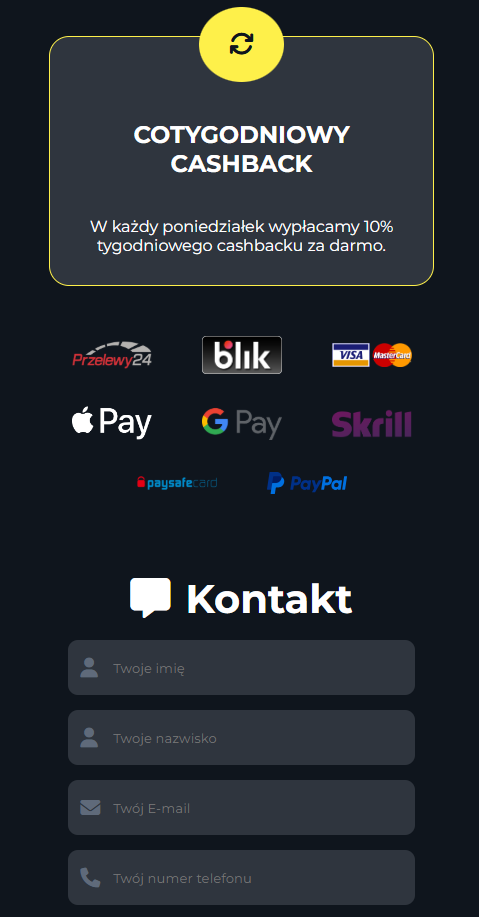 COTYGODNIOWY
CASHBACK
W każdy poniedziałek wypłacamy 10%
tygodniowego cashbacku za darmo.
Przelewy24
blik
VISA
MasterCard
Pay
G Pay
Skrill
paysafecard
PayPal
Kontakt
Twoje imię
Twoje nazwisko
Twój E-mail
Twój numer telefonu